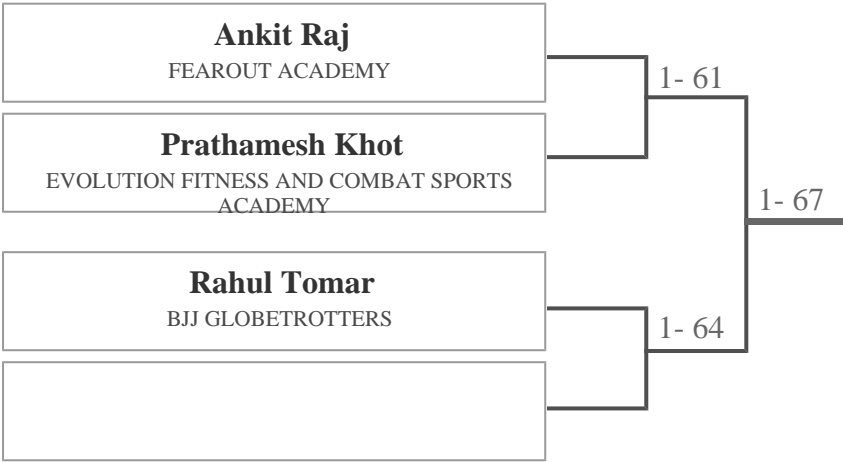 Ankit Raj
FEAROUT ACADEMY
1- 61
Prathamesh Khot
EVOLUTION FITNESS AND COMBAT SPORTS
ACADEMY
1- 67
Rahul Tomar
BJJ GLOBETROTTERS
1- 64